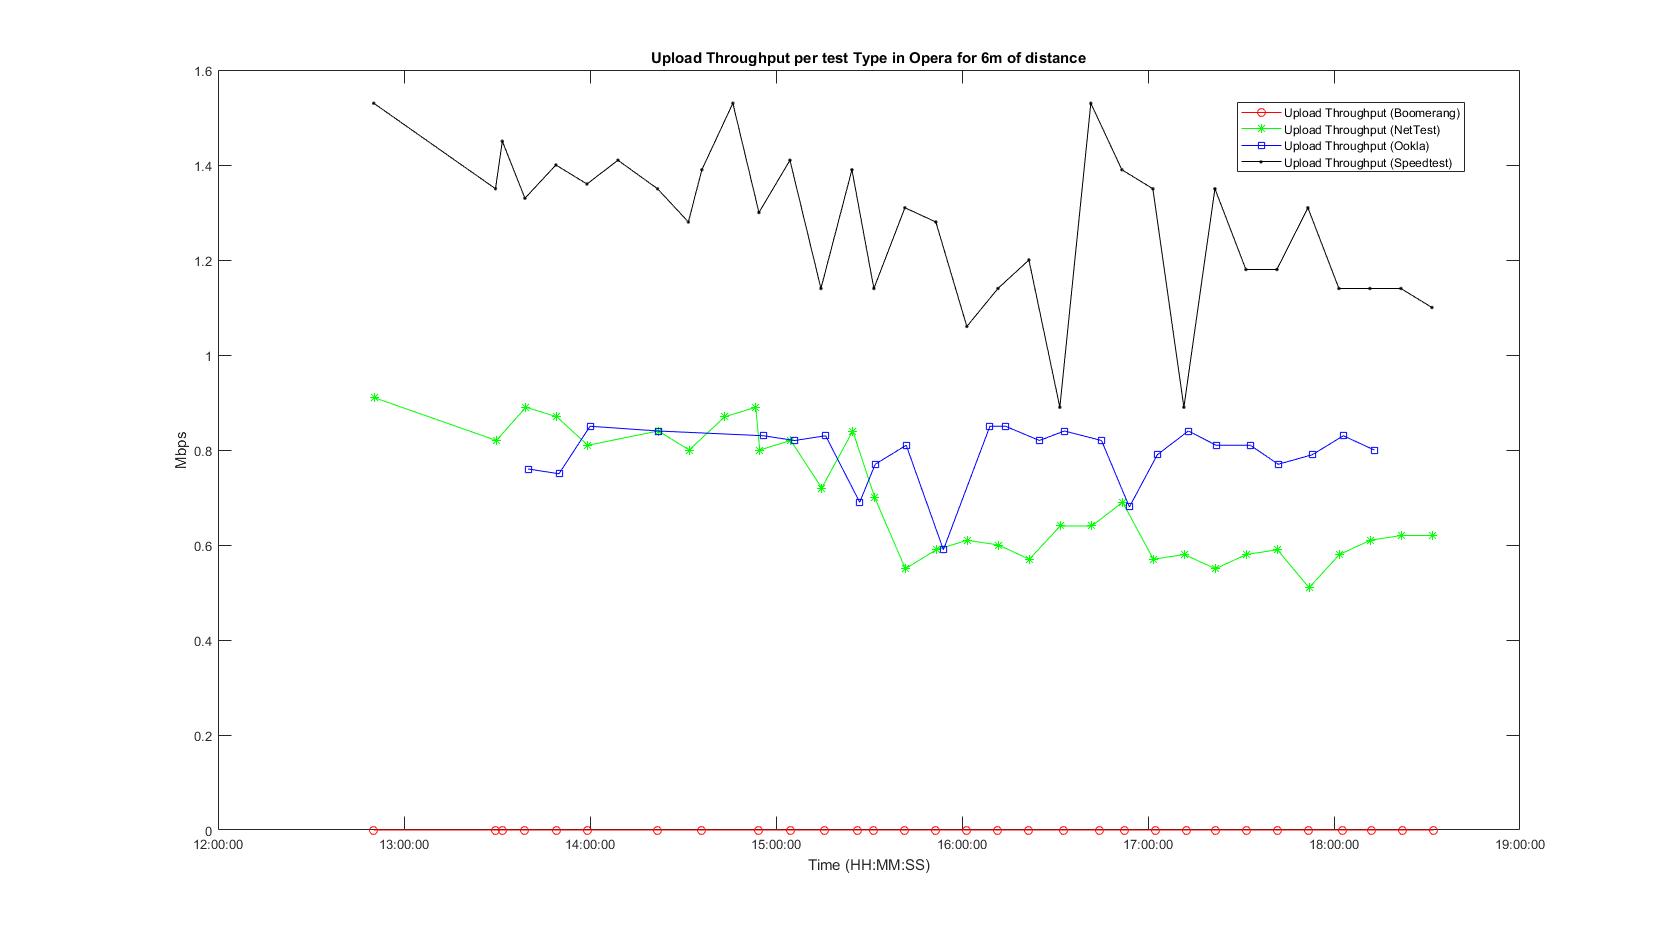 Upload Throughput per test Type in Opera for 6m of distance
1.6
1.4
1.2
1
0.8
0.6
0.4
0.2
0
Mbps
Upload Throughput (Boomerang)
Upload Throughput (NetTest)
Upload Throughput (Ookla)
Upload Throughput (Speedtest)
12:00:00 13:00:00 14:00:00 15:00:00 16:00:00 17:00:00 18:00:00 19:00:00
Time (HH:MM:SS)